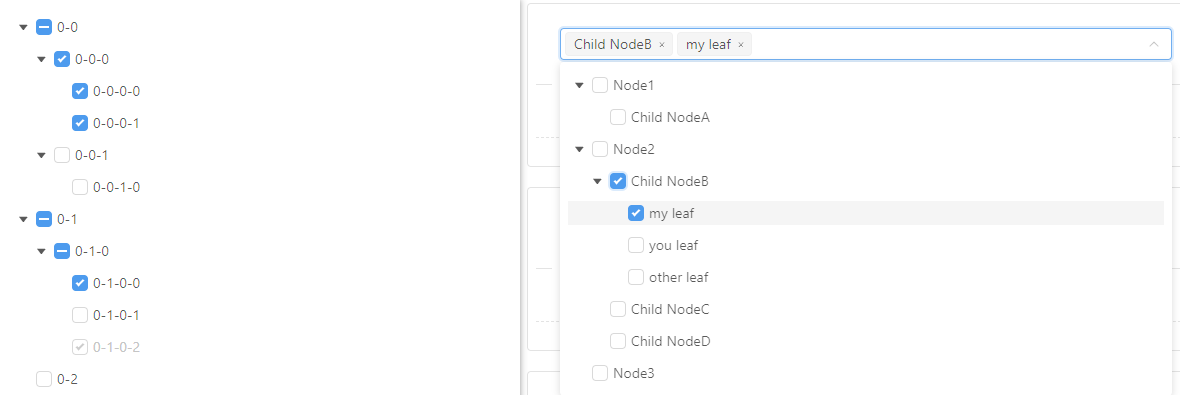 0-0
0-0-0
0-0-0-0
0-0-0-1
0-0-1
0-0-1-0
0-1
0-1-0
0-1-0-0
0-1-0-1
0-1-0-2
0-2
Child NodeB × my leaf ×
Node1
Child NodeA
Node2
Child NodeB
my leaf
you leaf
other leaf
Child NodeC
Child NodeD
Node3